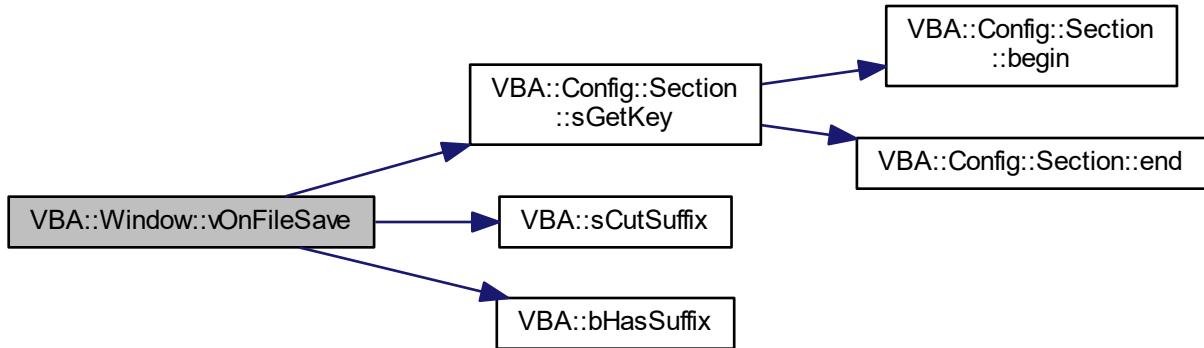 VBA::Config::Section
::begin
VBA::Config::Section
::sGetKey
VBA::Config::Section::end
VBA::Window::vOnFileSave
VBA::sCutSuffix
VBA::bHasSuffix